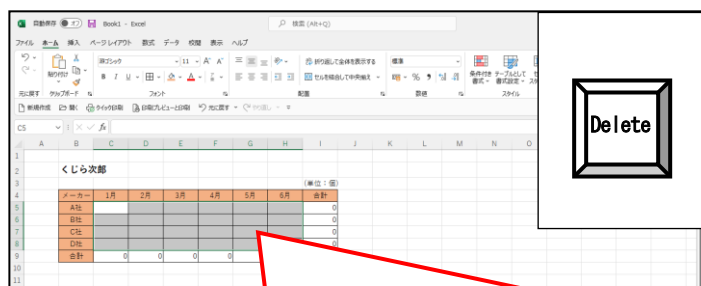 自動保存 オフ Book1 - Excel 検索 (Alt+Q)
ファイル ホーム 挿入 ページレイアウト 数式 データ 校閲 表示 ヘルプ
貼り付け 游ゴシック 11 A^ A˅ 折り返して全体を表示する 標準
B I U A セルを結合して中央揃え % 9 条件付き書式 テーブルとして書式設定
元に戻す クリップボード フォント 配置 数値 スタイル
新規作成 開く クイック印刷 印刷プレビューと印刷 元に戻す やり直し
C5 fx
A B C D E F G H I J K L M N O
1
2 くじら次郎
3 (単位：個)
4 メーカー 1月 2月 3月 4月 5月 6月 合計
5 A社 0
6 B社 0
7 C社 0
8 D社 0
9 合計 0 0 0 0
10
11
Delete